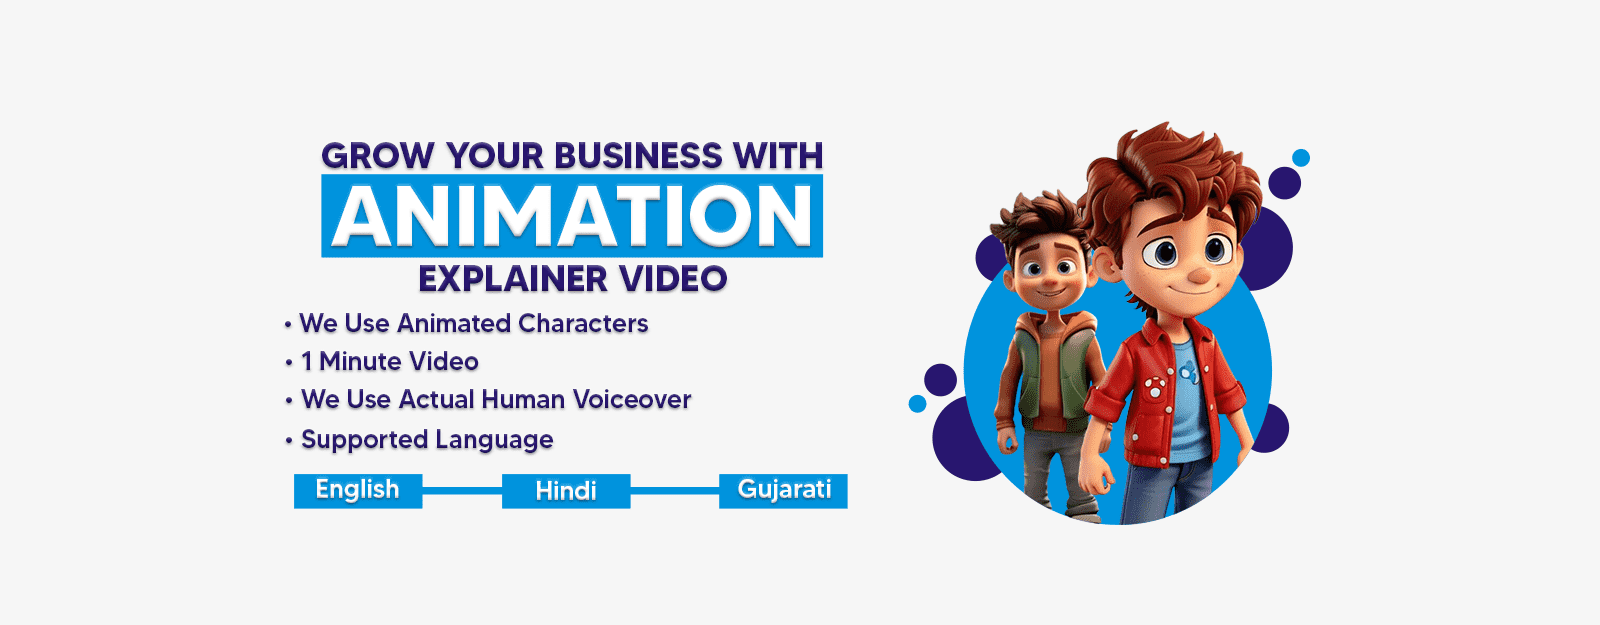 GROW YOUR BUSINESS WITH
ANIMATION
EXPLAINER VIDEO
• We Use Animated Characters
• 1 Minute Video
• We Use Actual Human Voiceover
• Supported Language
English Hindi Gujarati